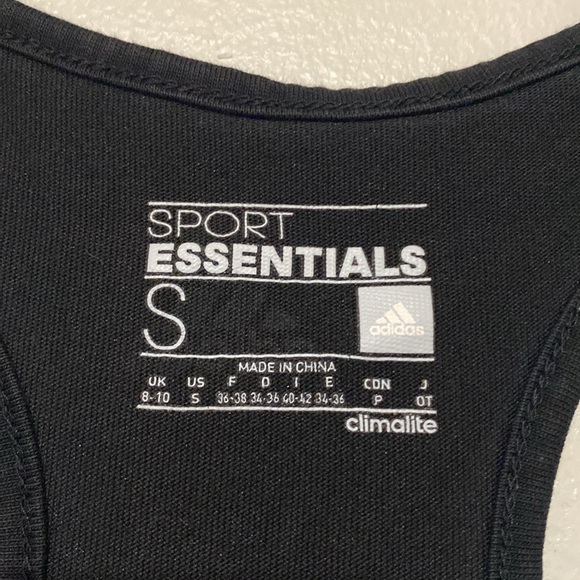 SPORT
ESSENTIALS
S
adidas
MADE IN CHINA
UK US F D I E CDN J
8-10 S 36-38 34-36 40-42 34-36 P OT
climalite